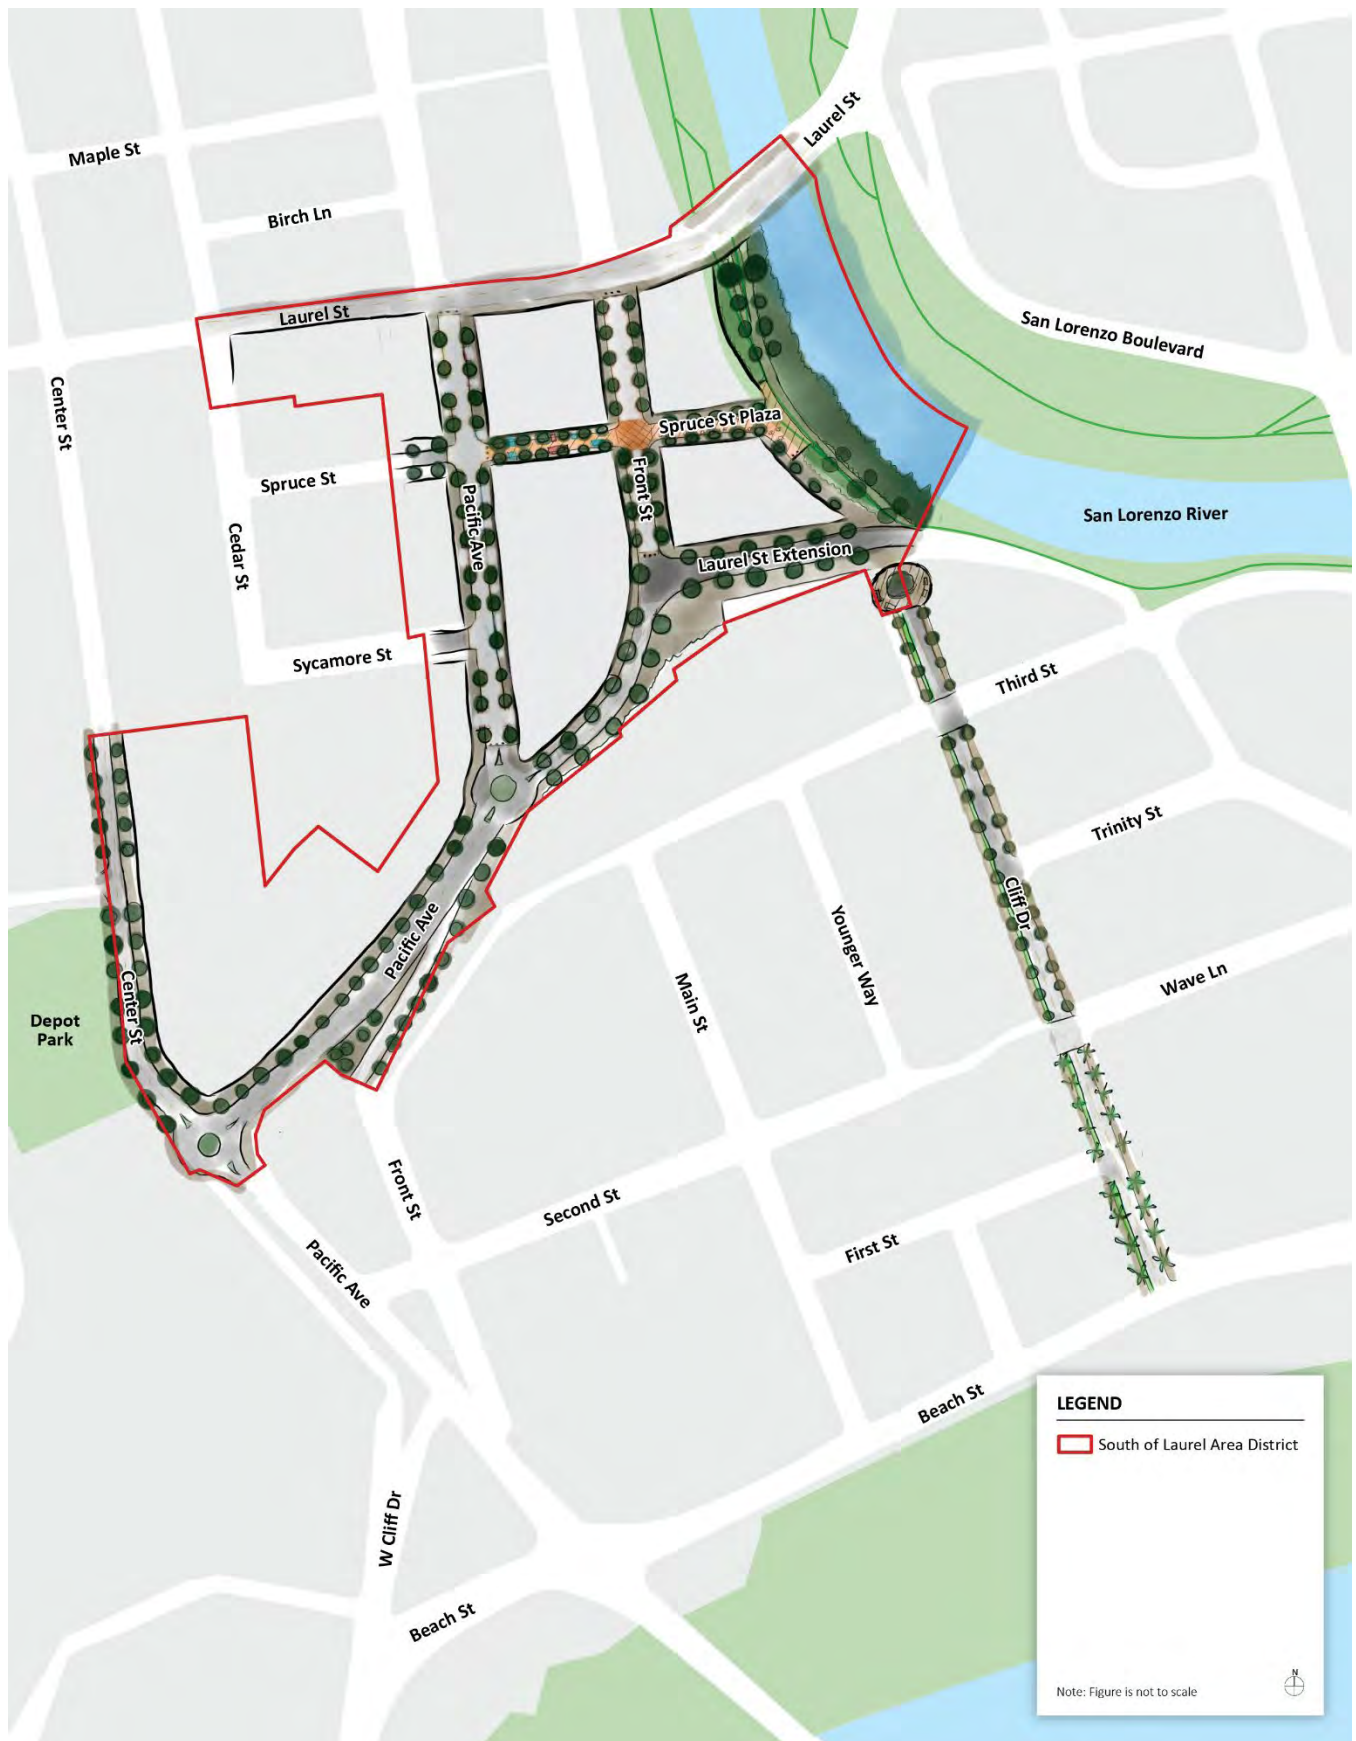 Laurel St
Maple St
Birch Ln
Laurel St
San Lorenzo Boulevard
Center St
Spruce St Plaza
Spruce St
Front St
Pacific Ave
San Lorenzo River
Cedar St
Laurel St Extension
Sycamore St
Third St
Trinity St
Cliff Dr
Pacific Ave
Younger Way
Wave Ln
Main St
Center St
Depot
Park
Front St
Second St
First St
Pacific Ave
Beach St
W Cliff Dr
Beach St
LEGEND
South of Laurel Area District
Note: Figure is not to scale
N